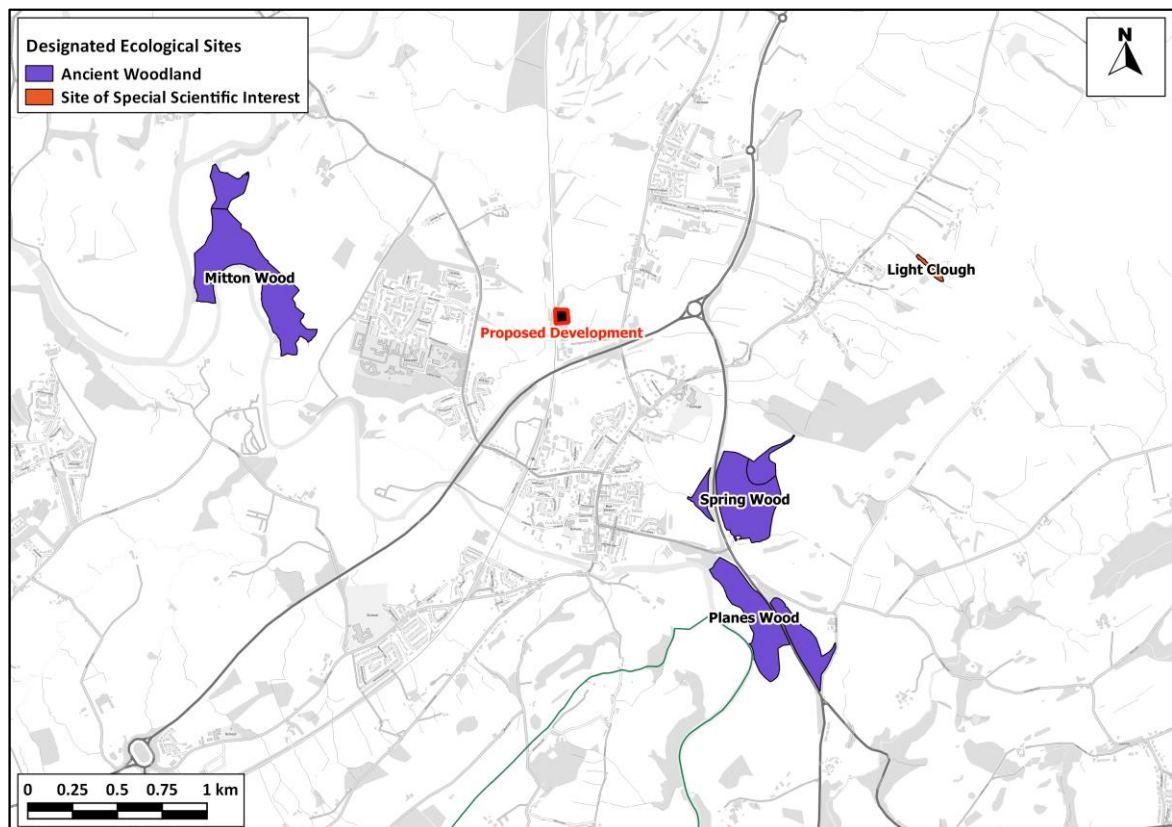 Designated Ecological Sites
Ancient Woodland
Site of Special Scientific Interest
N
Mitton Wood
Light Clough
Proposed Development
Spring Wood
Planes Wood
0 0.25 0.5 0.75 1 km